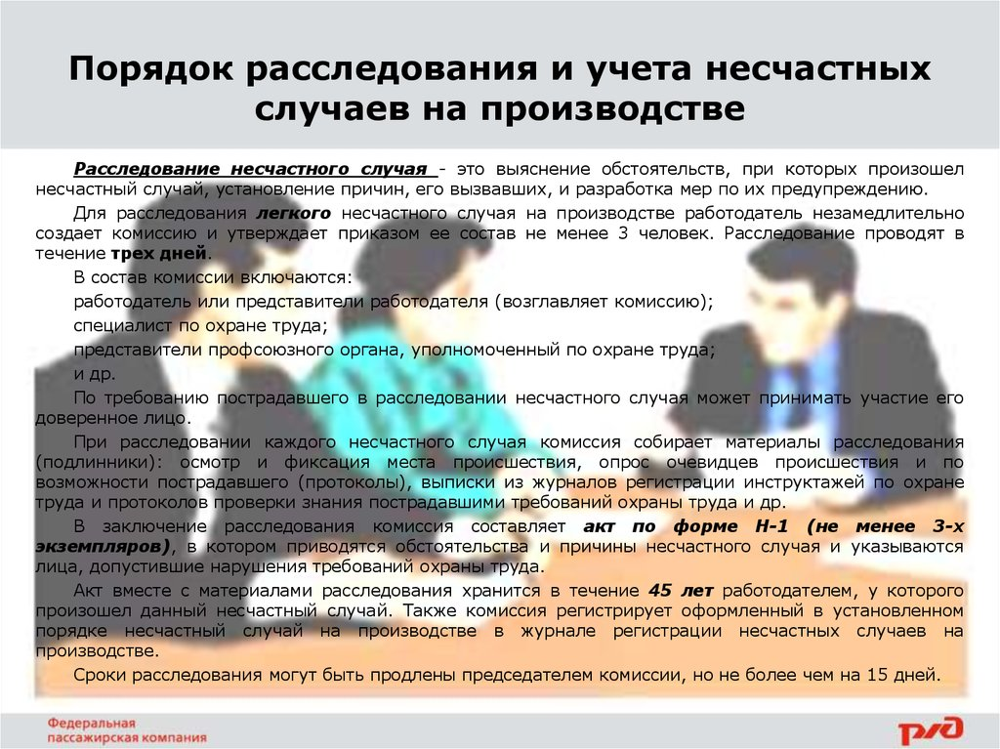 Порядок расследования и учета несчастных
случаев на производстве
Расследование несчастного случая - это выяснение обстоятельств, при которых произошел
несчастный случай, установление причин, его вызвавших, и разработка мер по их предупреждению.
Для расследования легкого несчастного случая на производстве работодатель незамедлительно
создает комиссию и утверждает приказом ее состав не менее 3 человек. Расследование проводят в
течение трех дней.
В состав комиссии включаются:
работодатель или представители работодателя (возглавляет комиссию);
специалист по охране труда;
представители профсоюзного органа, уполномоченный по охране труда;
и др.
По требованию пострадавшего в расследовании несчастного случая может принимать участие его
доверенное лицо.
При расследовании каждого несчастного случая комиссия собирает материалы расследования
(подлинники): осмотр и фиксация места происшествия, опрос очевидцев происшествия и по
возможности пострадавшего (протоколы), выписки из журналов регистрации инструктажей по охране
труда и протоколов проверки знания пострадавшими требований охраны труда и др.
В заключение расследования комиссия составляет акт по форме Н-1 (не менее 3-х
экземпляров), в котором приводятся обстоятельства и причины несчастного случая и указываются
лица, допустившие нарушения требований охраны труда.
Акт вместе с материалами расследования хранится в течение 45 лет работодателем, у которого
произошел данный несчастный случай. Также комиссия регистрирует оформленный в установленном
порядке несчастный случай на производстве в журнале регистрации несчастных случаев на
производстве.
Сроки расследования могут быть продлены председателем комиссии, но не более чем на 15 дней.
Федеральная
пассажирская компания
РЖД